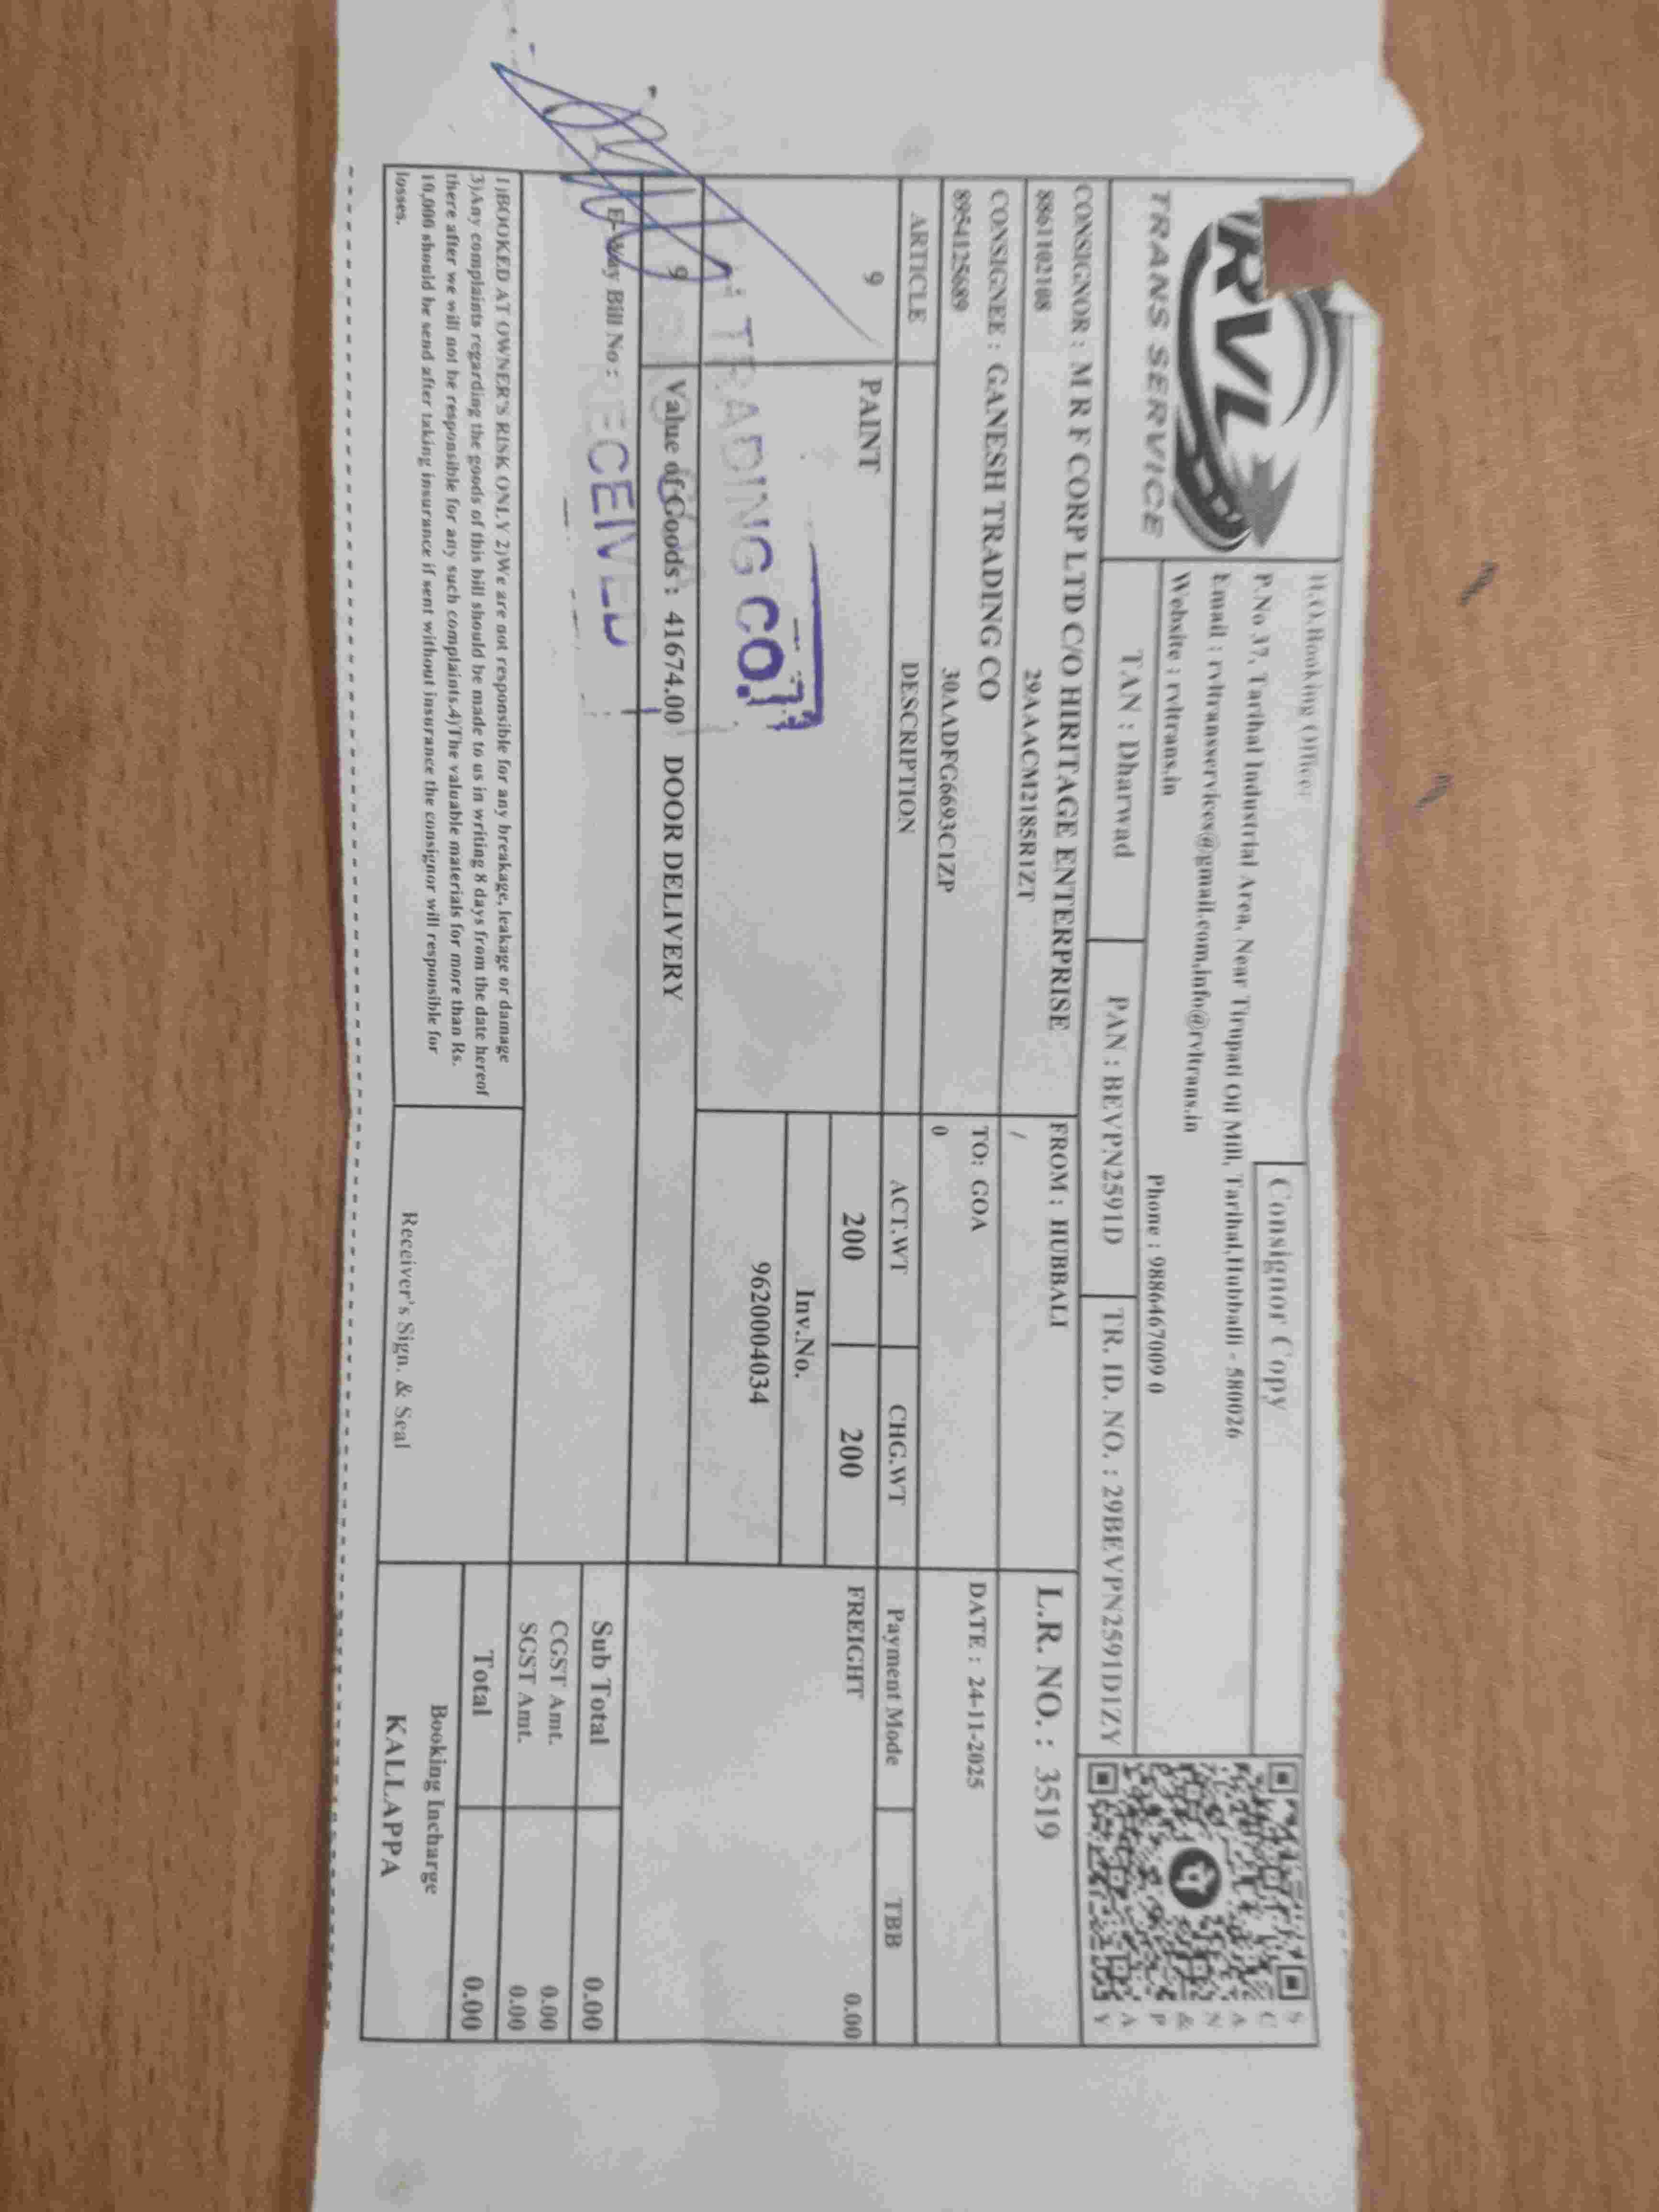 RVL
TRANS SERVICE
Consignor Copy
H.O.Booking Office:
P.No 37, Tarihal Industrial Area, Near Tirupati Oil Mill, Tarihal,Hubballi - 580026
Email : rvltransservices@gmail.com,info@rvltrans.in
Website : rvltrans.in
Phone : 9886467009 0
SCAN & PAY
TAN : Dharwad
PAN : BEVPN2591D
TR. ID. NO. : 29BEVPN2591D1ZY
CONSIGNOR : M R F CORP LTD C/O HIRITAGE ENTERPRISE
8861102108 29AAACM2185R1ZT
FROM : HUBBALI
/
L.R. NO. : 3519
CONSIGNEE : GANESH TRADING CO
8954125689 30AADFG6693C1ZP
TO: GOA
0
DATE : 24-11-2025
ARTICLE DESCRIPTION ACT.WT CHG.WT Payment Mode TBB
9 PAINT 200 200 FREIGHT 0.00
Inv.No.
9620004034
TRADING CO.
9 Value of Goods : 41674.00 DOOR DELIVERY
E-Way Bill No :
RECEIVED
Sub Total 0.00
CGST Amt. 0.00
SGST Amt. 0.00
Total 0.00
1)BOOKED AT OWNER'S RISK ONLY 2)We are not responsible for any breakage, leakage or damage
3)Any complaints regarding the goods of this bill should be made to us in writing 8 days from the date hereof
there after we will not be responsible for any such complaints.4)The valuable materials for more than Rs.
10,000 should be send after taking insurance if sent without insurance the consignor will responsible for
losses.
Receiver's Sign. & Seal
Booking Incharge
KALLAPPA